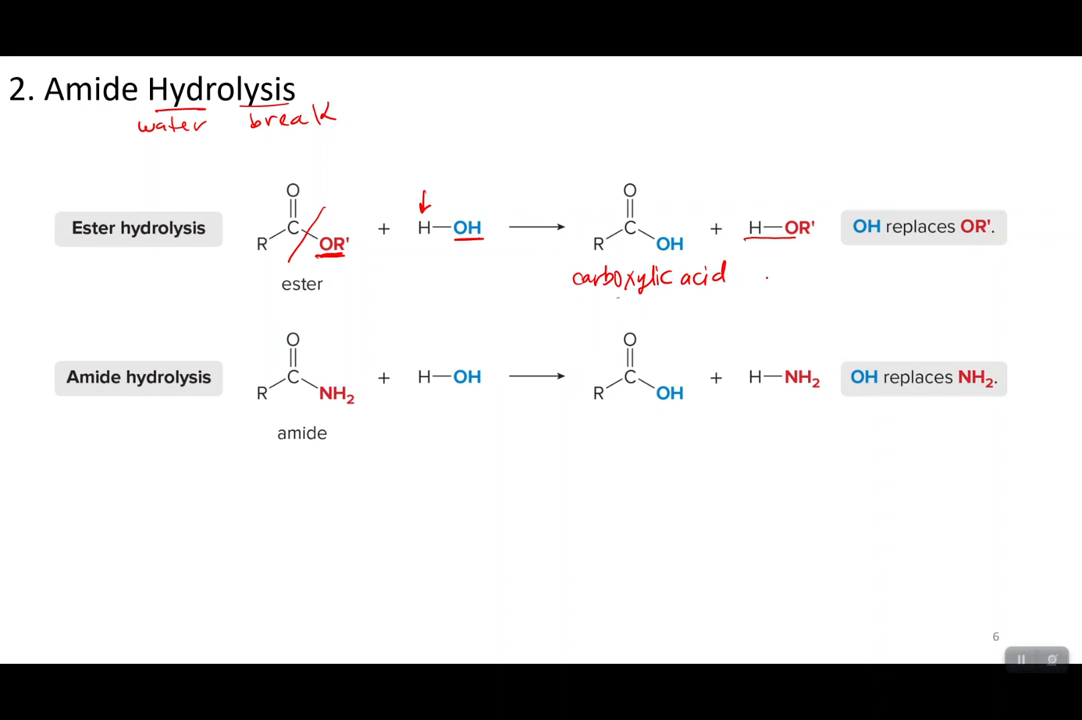 2. Amide Hydrolysis
water break
Ester hydrolysis
O
C
R OR'
+ H—OH
O
C
R OH
+ H—OR'
OH replaces OR'.
ester
carboxylic acid
Amide hydrolysis
O
C
R NH₂
+ H—OH
O
C
R OH
+ H—NH₂
OH replaces NH₂.
amide
6